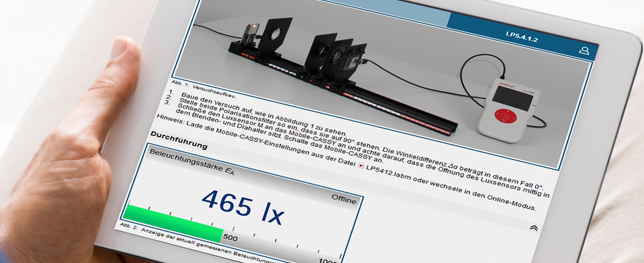 LP5.4.1.2
Abb. 1: Versuchsaufbau.
1. Baue den Versuch auf, wie in Abbildung 1 zu sehen.
2. Stelle beide Polarisationsfilter so ein, dass sie auf 90° stehen. Die Winkeldifferenz Δα beträgt in diesem Fall 0°.
3. Schließe den Luxsensor M an das Mobile-CASSY an und achte darauf, dass die Öffnung des Luxsensors mittig in
dem Blenden- und Diahalter sitzt. Schalte das Mobile-CASSY an.
Hinweis: Lade die Mobile-CASSY-Einstellungen aus der Datei LP5412.labm oder wechsele in den Online-Modus.
Durchführung
Beleuchtungsstärke EA
Offline
465 lx
500
1000
Abb. 2: Anzeige der aktuell gemessenen Beleuchtungs